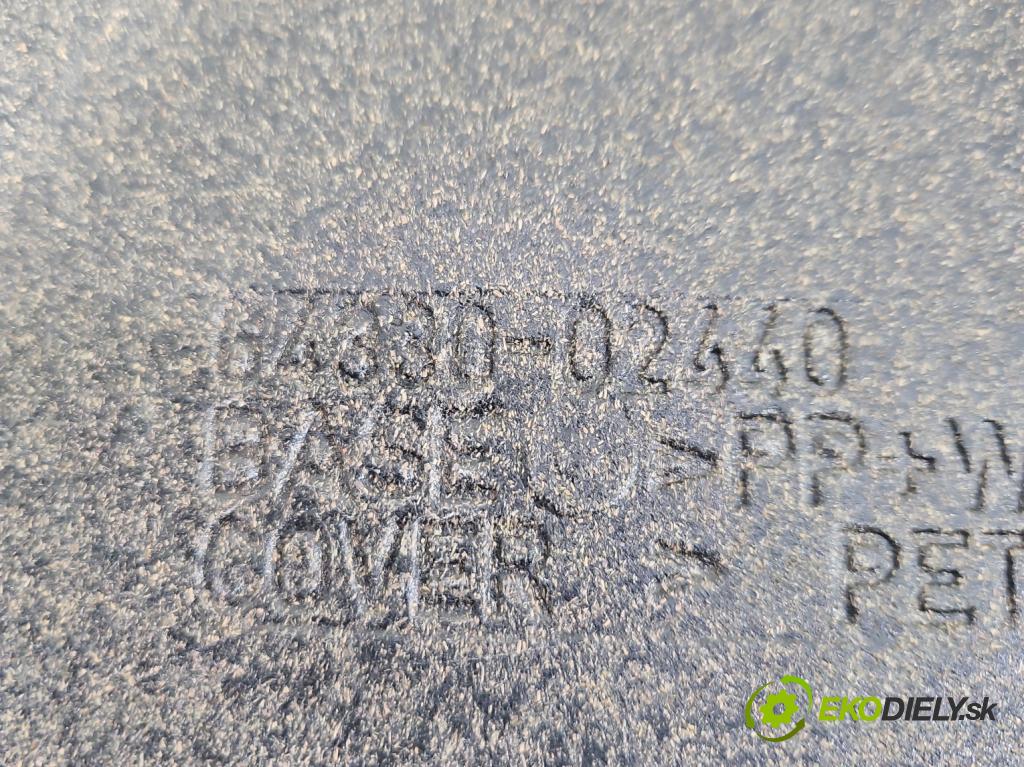 64330-02440
BASE >PP+W
COVER > PET
EKODIELY.sk